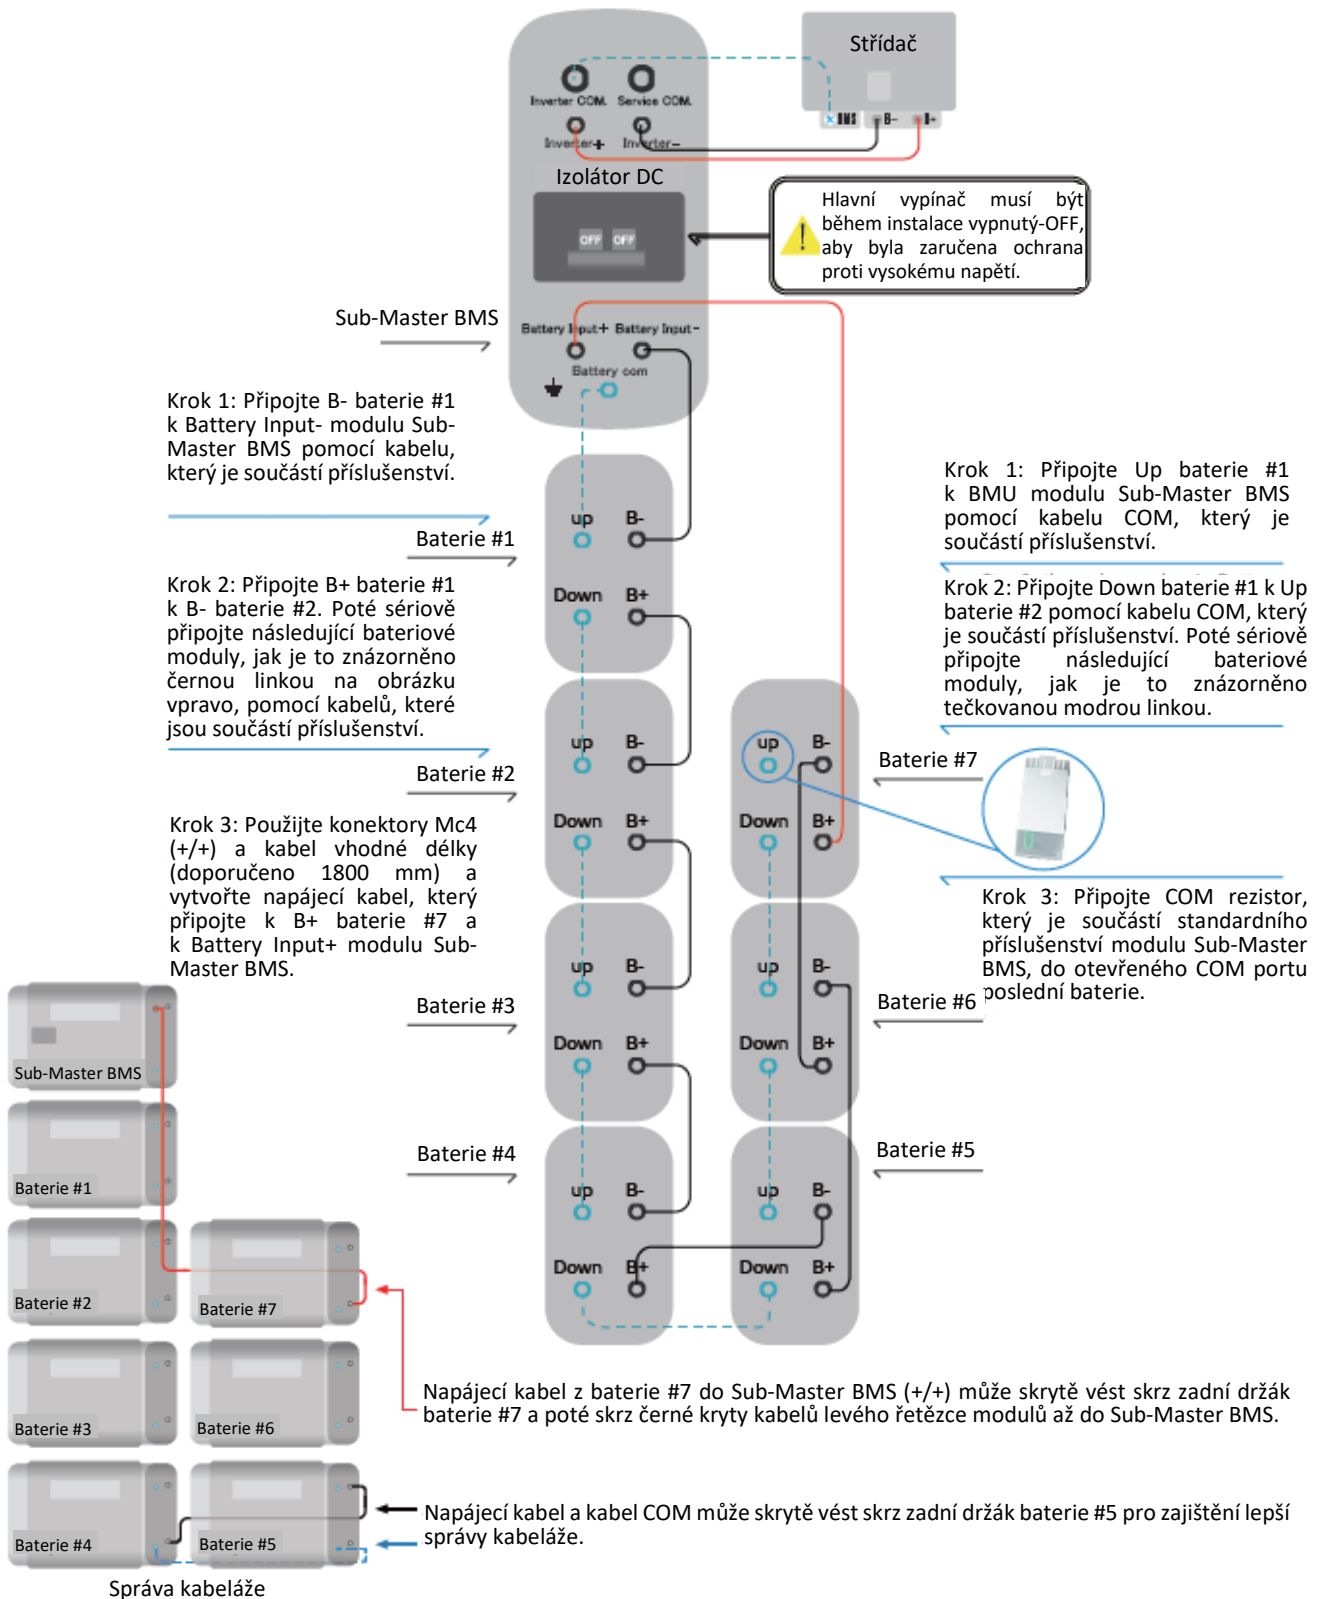 Střídač
Inverter COM. Service COM.
BMS B- B+
Inverter+ Inverter-
Izolátor DC
OFF OFF
Hlavní vypínač musí být
během instalace vypnutý-OFF,
aby byla zaručena ochrana
proti vysokému napětí.
Sub-Master BMS
Battery Input+ Battery Input-
Battery com
Krok 1: Připojte B- baterie #1
k Battery Input- modulu Sub-
Master BMS pomocí kabelu,
který je součástí příslušenství.
Krok 1: Připojte Up baterie #1
k BMU modulu Sub-Master BMS
pomocí kabelu COM, který je
součástí příslušenství.
up B-
Baterie #1
Down B+
Krok 2: Připojte B+ baterie #1
k B- baterie #2. Poté sériově
připojte následující bateriové
moduly, jak je to znázorněno
černou linkou na obrázku
vpravo, pomocí kabelů, které
jsou součástí příslušenství.
Krok 2: Připojte Down baterie #1 k Up
baterie #2 pomocí kabelu COM, který
je součástí příslušenství. Poté sériově
připojte následující bateriové
moduly, jak je to znázorněno
tečkovanou modrou linkou.
up B-
up B-
Baterie #2
Baterie #7
Down B+
Down B+
Krok 3: Použijte konektory Mc4
(+/+) a kabel vhodné délky
(doporučeno 1800 mm) a
vytvořte napájecí kabel, který
připojte k B+ baterie #7 a
k Battery Input+ modulu Sub-
Master BMS.
Krok 3: Připojte COM rezistor,
který je součástí standardního
příslušenství modulu Sub-Master
BMS, do otevřeného COM portu
poslední baterie.
up B-
up B-
Baterie #3
Baterie #6
Down B+
Down B+
Baterie #4
Baterie #5
up B-
up B-
Down B+
Down B+
Sub-Master BMS
Baterie #1
Baterie #2
Baterie #7
Baterie #3
Baterie #6
Baterie #4
Baterie #5
Napájecí kabel z baterie #7 do Sub-Master BMS (+/+) může skrytě vést skrz zadní držák
baterie #7 a poté skrz černé kryty kabelů levého řetězce modulů až do Sub-Master BMS.
Napájecí kabel a kabel COM může skrytě vést skrz zadní držák baterie #5 pro zajištění lepší
správy kabeláže.
Správa kabeláže